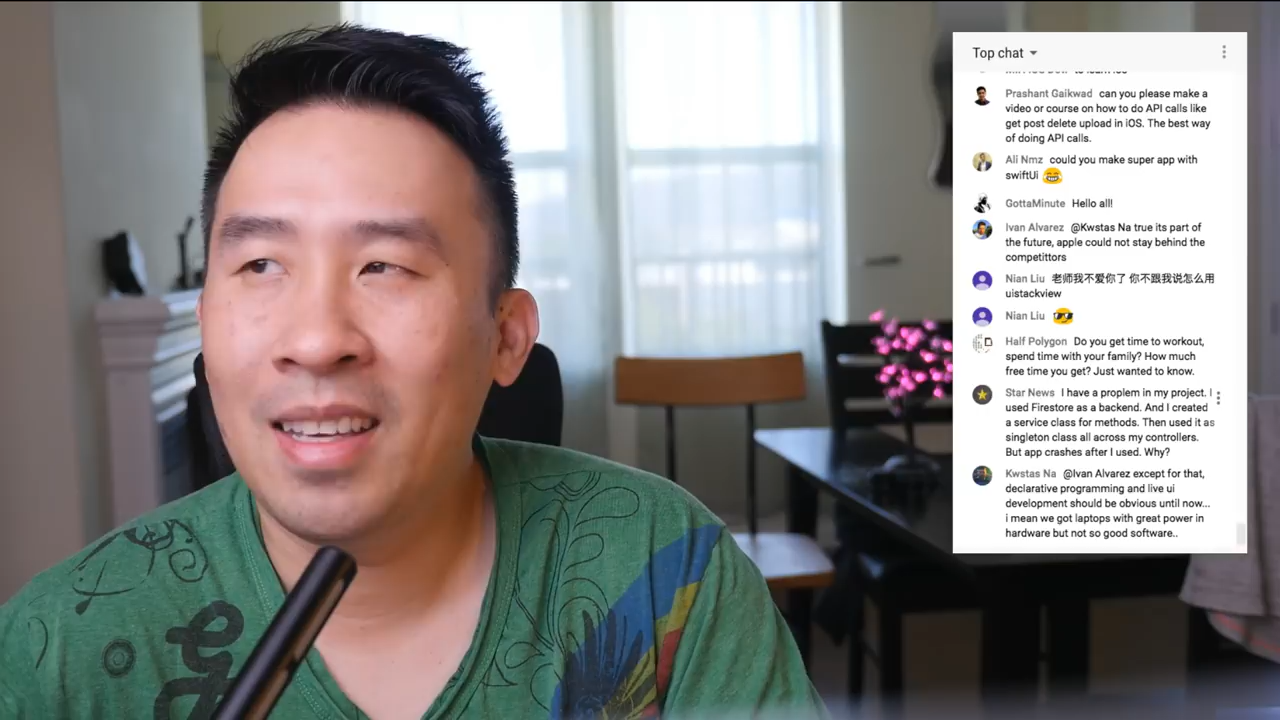 Top chat
to learn ios
Prashant Gaikwad can you please make a
video or course on how to do API calls like
get post delete upload in iOS. The best way
of doing API calls.
Ali Nmz could you make super app with
swiftUi
GottaMinute Hello all!
Ivan Alvarez @Kwstas Na true its part of
the future, apple could not stay behind the
competittors
Nian Liu 老师我不爱你了 你不跟我说怎么用
uistackview
Nian Liu
Half Polygon Do you get time to workout,
spend time with your family? How much
free time you get? Just wanted to know.
Star News I have a proplem in my project. I
used Firestore as a backend. And I created
a service class for methods. Then used it as
singleton class all across my controllers.
But app crashes after I used. Why?
Kwstas Na @Ivan Alvarez except for that,
declarative programming and live ui
development should be obvious until now...
i mean we got laptops with great power in
hardware but not so good software..